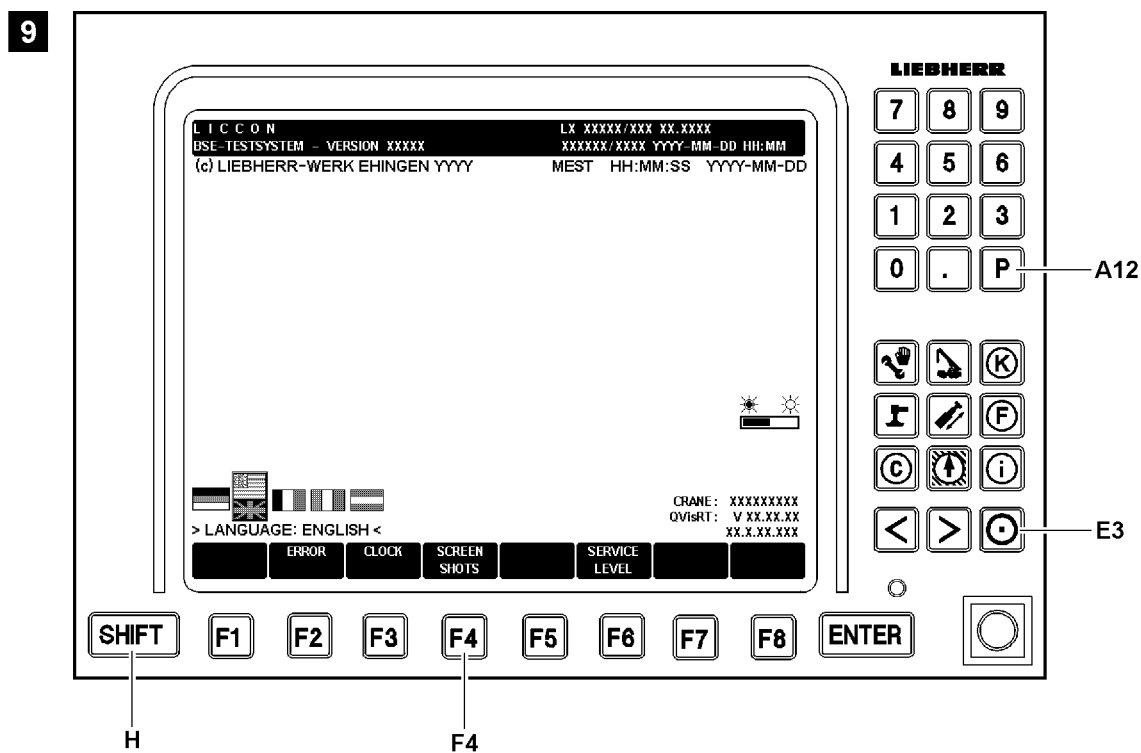 9
LIEBHERR
7 8 9
4 5 6
1 2 3
0 . P
A12
LICCON LX XXXXX/XXX XX.XXXX
BSE-TESTSYSTEM - VERSION XXXXX XXXXXX/XXXX YYYY-MM-DD HH:MM
(c) LIEBHERR-WERK EHINGEN YYYY MEST HH:MM:SS YYYY-MM-DD
K
F
C i
< >
E3
CRANE: XXXXXXXXX
QVisRT: V XX.XX.XX
> LANGUAGE: ENGLISH < XX.X.XX.XXX
ERROR CLOCK SCREEN SERVICE
SHOTS LEVEL
SHIFT F1 F2 F3 F4 F5 F6 F7 F8 ENTER
H F4